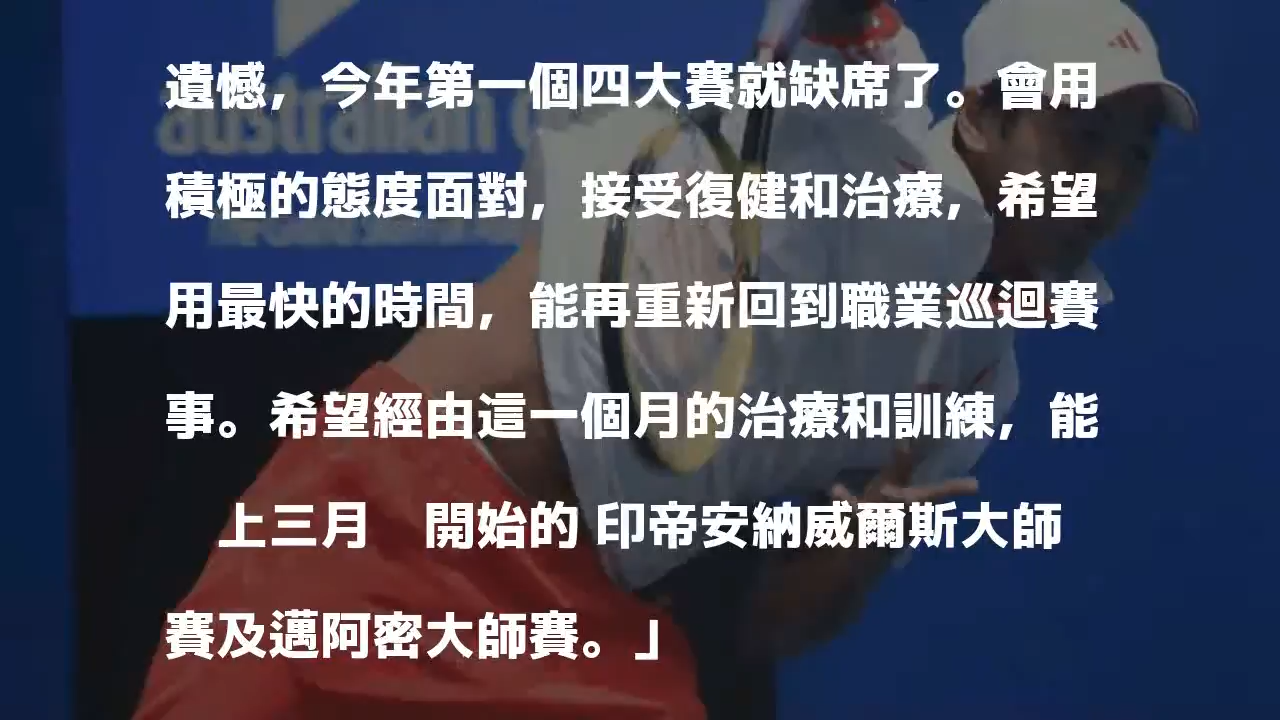 遺憾，今年第一個四大賽就缺席了。會用
積極的態度面對，接受復健和治療，希望
用最快的時間，能再重新回到職業巡迴賽
事。希望經由這一個月的治療和訓練，能
上三月 開始的 印帝安納威爾斯大師
賽及邁阿密大師賽。」
australian